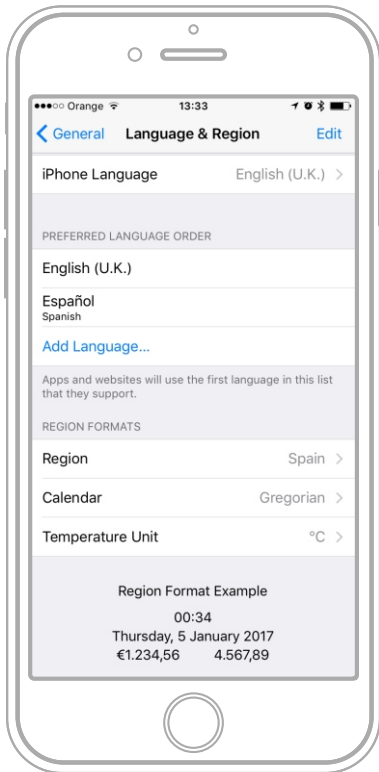 Orange 13:33
General Language & Region Edit
iPhone Language English (U.K.)
PREFERRED LANGUAGE ORDER
English (U.K.)
Español
Spanish
Add Language...
Apps and websites will use the first language in this list
that they support.
REGION FORMATS
Region Spain
Calendar Gregorian
Temperature Unit °C
Region Format Example
00:34
Thursday, 5 January 2017
€1.234,56 4.567,89